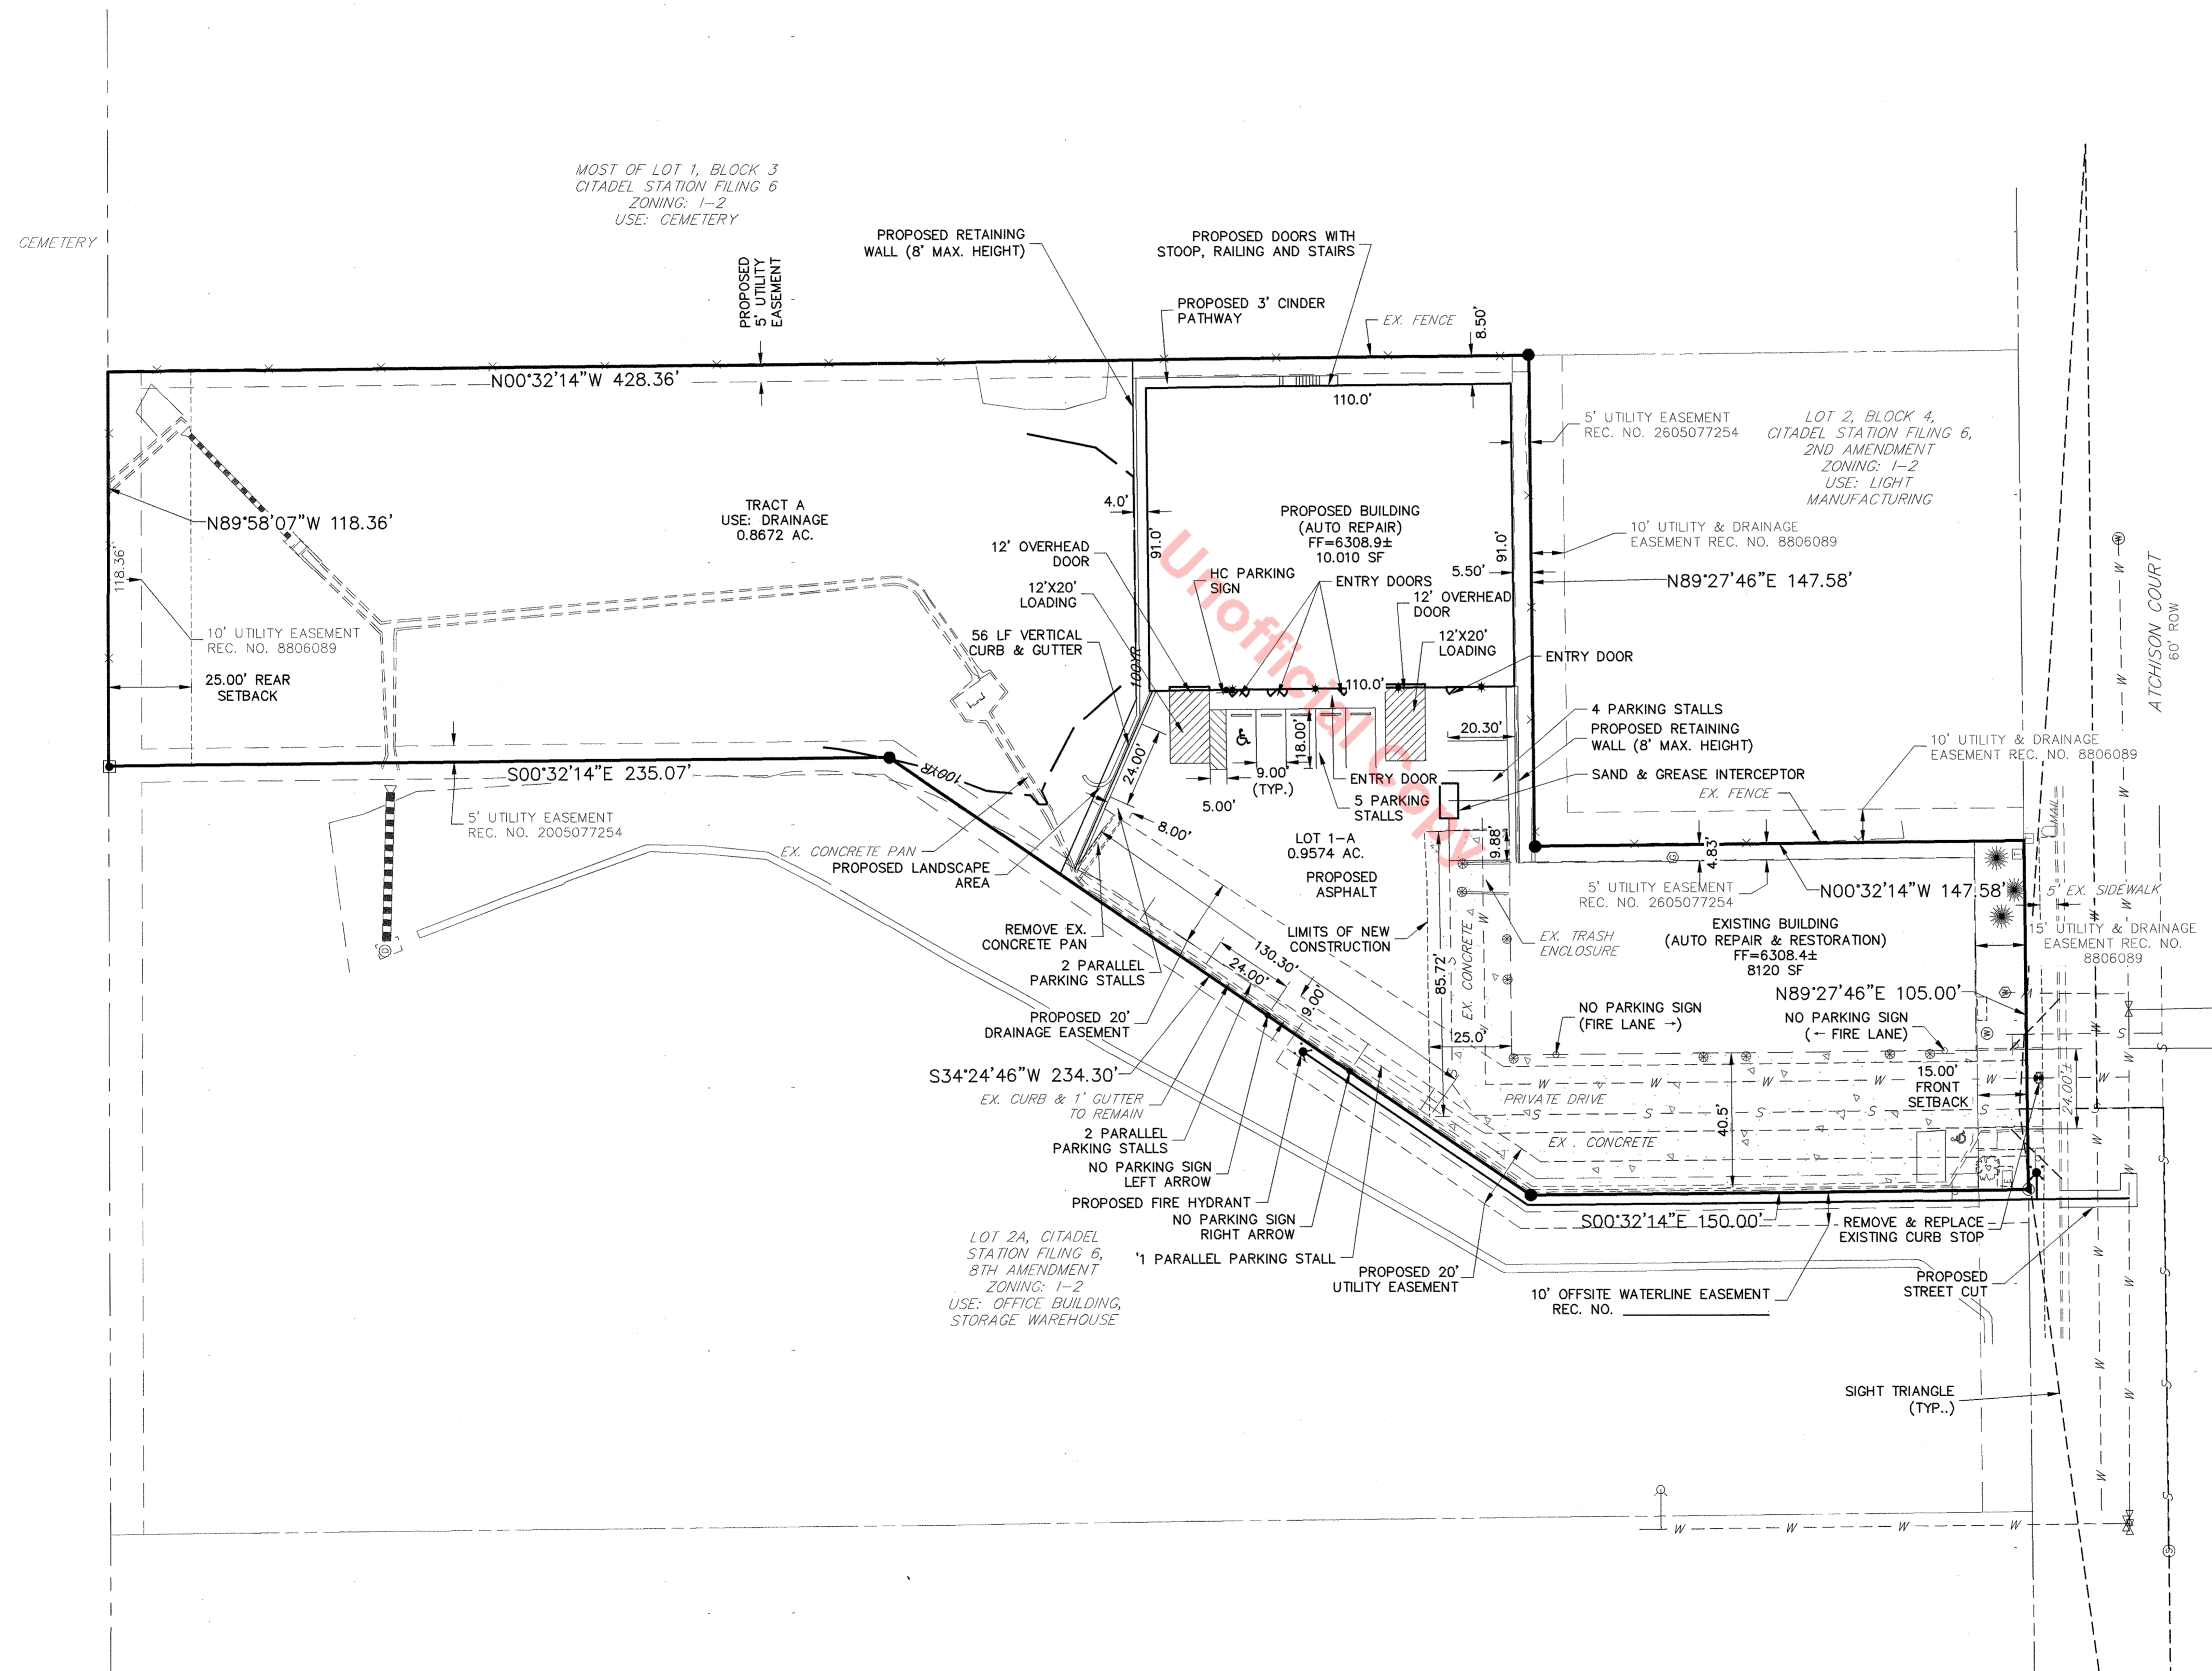 MOST OF LOT 1, BLOCK 3
CITADEL STATION FILING 6
ZONING: I-2
USE: CEMETERY
CEMETERY
PROPOSED
5' UTILITY
EASEMENT
PROPOSED RETAINING
WALL (8' MAX. HEIGHT)
PROPOSED DOORS WITH
STOOP, RAILING AND STAIRS
PROPOSED 3' CINDER
PATHWAY
EX. FENCE
8.50'
N00°32'14"W 428.36'
110.0'
5' UTILITY EASEMENT
REC. NO. 2605077254
LOT 2, BLOCK 4,
CITADEL STATION FILING 6,
2ND AMENDMENT
ZONING: I-2
USE: LIGHT
MANUFACTURING
N89°58'07"W 118.36'
118.36'
TRACT A
USE: DRAINAGE
0.8672 AC.
4.0'
91.0'
PROPOSED BUILDING
(AUTO REPAIR)
FF=6308.9±
10.010 SF
91.0'
5.50'
10' UTILITY & DRAINAGE
EASEMENT REC. NO. 8806089
N89°27'46"E 147.58'
ATCHISON COURT
60' ROW
12' OVERHEAD
DOOR
12'X20'
LOADING
HC PARKING
SIGN
ENTRY DOORS
12' OVERHEAD
DOOR
12'X20'
LOADING
ENTRY DOOR
56 LF VERTICAL
CURB & GUTTER
100YR
10' UTILITY EASEMENT
REC. NO. 8806089
25.00' REAR
SETBACK
110.0'
Unofficial Copy
20.30'
4 PARKING STALLS
PROPOSED RETAINING
WALL (8' MAX. HEIGHT)
SAND & GREASE INTERCEPTOR
EX. FENCE
10' UTILITY & DRAINAGE
EASEMENT REC. NO. 8806089
24.00'
18.00'
9.00'
(TYP.)
5.00'
ENTRY DOOR
5 PARKING
STALLS
S00°32'14"E 235.07'
100YR
5' UTILITY EASEMENT
REC. NO. 2005077254
8.00'
EX. CONCRETE PAN
PROPOSED LANDSCAPE
AREA
LOT 1-A
0.9574 AC.
PROPOSED
ASPHALT
9.88'
4.83'
5' UTILITY EASEMENT
REC. NO. 2605077254
N00°32'14"W 147.58'
MAIL
5' EX. SIDEWALK
15' UTILITY & DRAINAGE
EASEMENT REC. NO.
8806089
REMOVE EX.
CONCRETE PAN
2 PARALLEL
PARKING STALLS
LIMITS OF NEW
CONSTRUCTION
EX. CONCRETE
EX. TRASH
ENCLOSURE
EXISTING BUILDING
(AUTO REPAIR & RESTORATION)
FF=6308.4±
8120 SF
N89°27'46"E 105.00'
130.30'
24.00'
9.00'
85.72'
25.0'
PROPOSED 20'
DRAINAGE EASEMENT
NO PARKING SIGN
(FIRE LANE →)
NO PARKING SIGN
(← FIRE LANE)
S34°24'46"W 234.30'
EX. CURB & 1' GUTTER
TO REMAIN
PRIVATE DRIVE
15.00'
FRONT
SETBACK
24.00'±
40.5'
EX. CONCRETE
2 PARALLEL
PARKING STALLS
NO PARKING SIGN
LEFT ARROW
PROPOSED FIRE HYDRANT
NO PARKING SIGN
RIGHT ARROW
'1 PARALLEL PARKING STALL
PROPOSED 20'
UTILITY EASEMENT
S00°32'14"E 150.00'
REMOVE & REPLACE
EXISTING CURB STOP
PROPOSED
STREET CUT
10' OFFSITE WATERLINE EASEMENT
REC. NO.
LOT 2A, CITADEL
STATION FILING 6,
8TH AMENDMENT
ZONING: I-2
USE: OFFICE BUILDING,
STORAGE WAREHOUSE
SIGHT TRIANGLE
(TYP..)